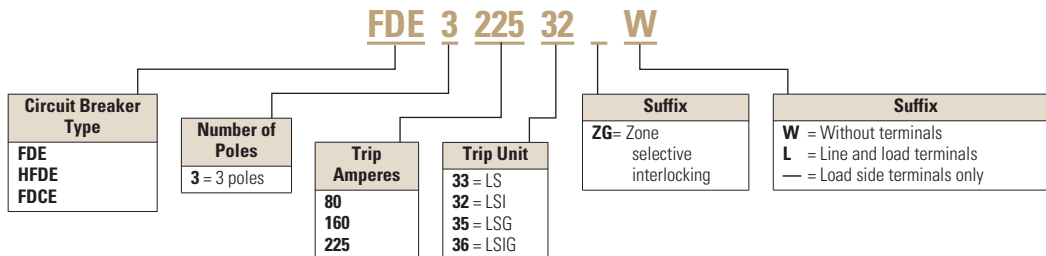 FDE 3 225 32 _ W
Circuit Breaker
Type
FDE
HFDE
FDCE
Number of
Poles
3 = 3 poles
Trip
Amperes
80
160
225
Trip Unit
33 = LS
32 = LSI
35 = LSG
36 = LSIG
Suffix
ZG= Zone
selective
interlocking
Suffix
W = Without terminals
L = Line and load terminals
— = Load side terminals only